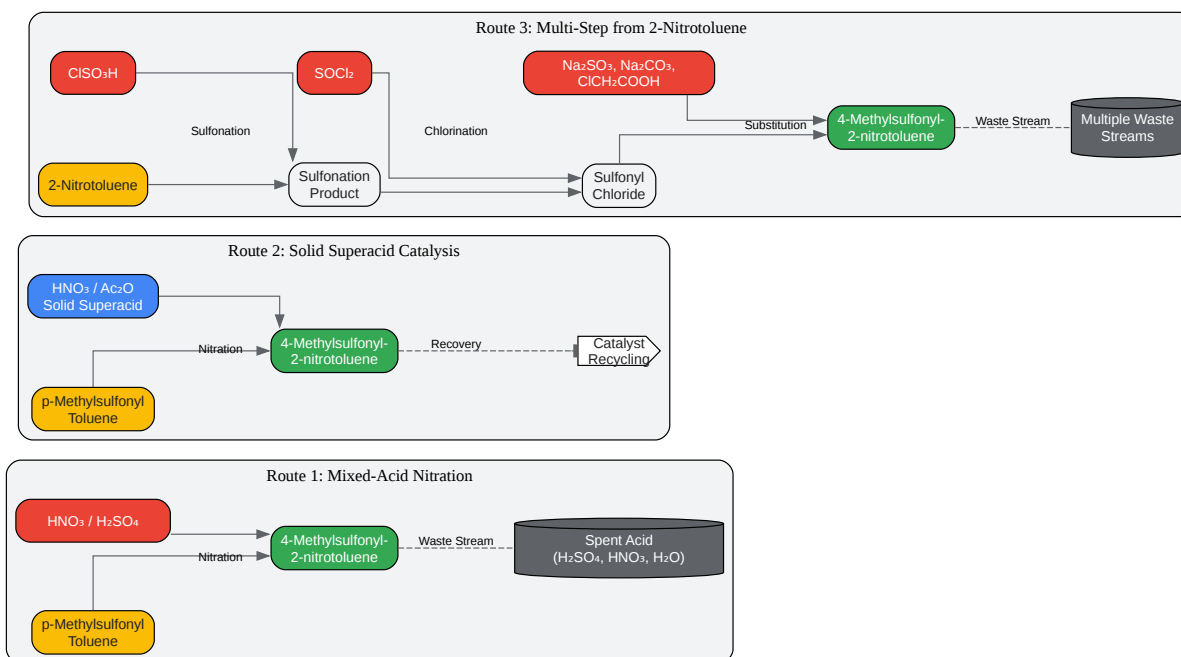 Route 3: Multi-Step from 2-Nitrotoluene
ClSO₃H
SOCl₂
Na₂SO₃, Na₂CO₃,
ClCH₂COOH
Sulfonation
Chlorination
Substitution
4-Methylsulfonyl-
2-nitrotoluene
Waste Stream
Multiple Waste
Streams
2-Nitrotoluene
Sulfonation
Product
Sulfonyl
Chloride
Route 2: Solid Superacid Catalysis
HNO₃ / Ac₂O
Solid Superacid
Nitration
4-Methylsulfonyl-
2-nitrotoluene
Recovery
Catalyst
Recycling
p-Methylsulfonyl
Toluene
Route 1: Mixed-Acid Nitration
HNO₃ / H₂SO₄
Nitration
4-Methylsulfonyl-
2-nitrotoluene
Waste Stream
Spent Acid
(H₂SO₄, HNO₃, H₂O)
p-Methylsulfonyl
Toluene